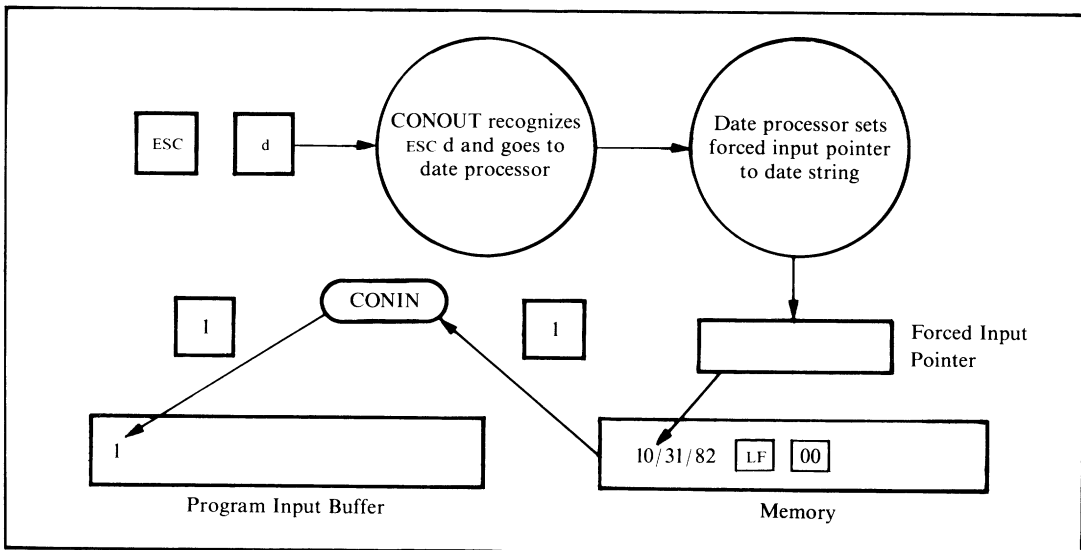 ESC
d
CONOUT recognizes
ESC d and goes to
date processor
Date processor sets
forced input pointer
to date string
1
CONIN
1
Forced Input
Pointer
1
10/31/82 LF 00
Program Input Buffer
Memory